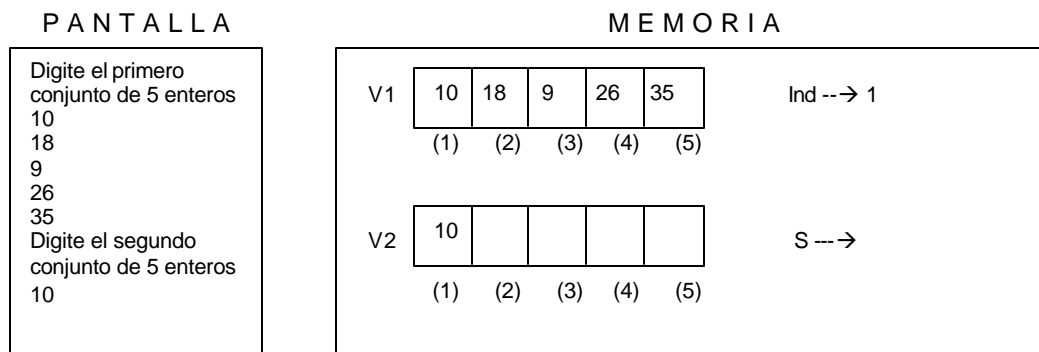 P A N T A L L A
M E M O R I A
Digite el primero
conjunto de 5 enteros
10
18
9
26
35
Digite el segundo
conjunto de 5 enteros
10
V1 10 18 9 26 35 Ind --→ 1
(1) (2) (3) (4) (5)
V2 10 S ---→
(1) (2) (3) (4) (5)